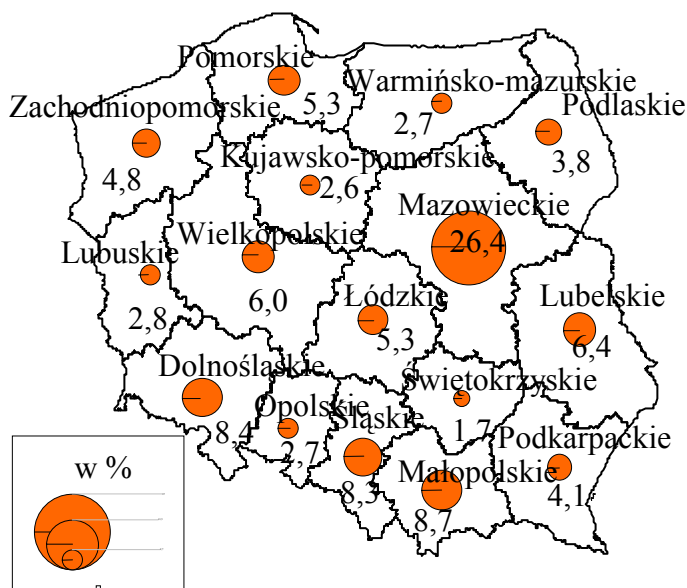 Pomorskie
5,3
Warmińsko-mazurskie
2,7
Zachodniopomorskie
4,8
Podlaskie
3,8
Kujawsko-pomorskie
2,6
Mazowieckie
26,4
Wielkopolskie
6,0
Lubuskie
2,8
Łódzkie
5,3
Lubelskie
6,4
Dolnośląskie
8,4
Opolskie
2,7
Śląskie
8,3
Świętokrzyskie
1,7
Małopolskie
8,7
Podkarpackie
4,1
w %